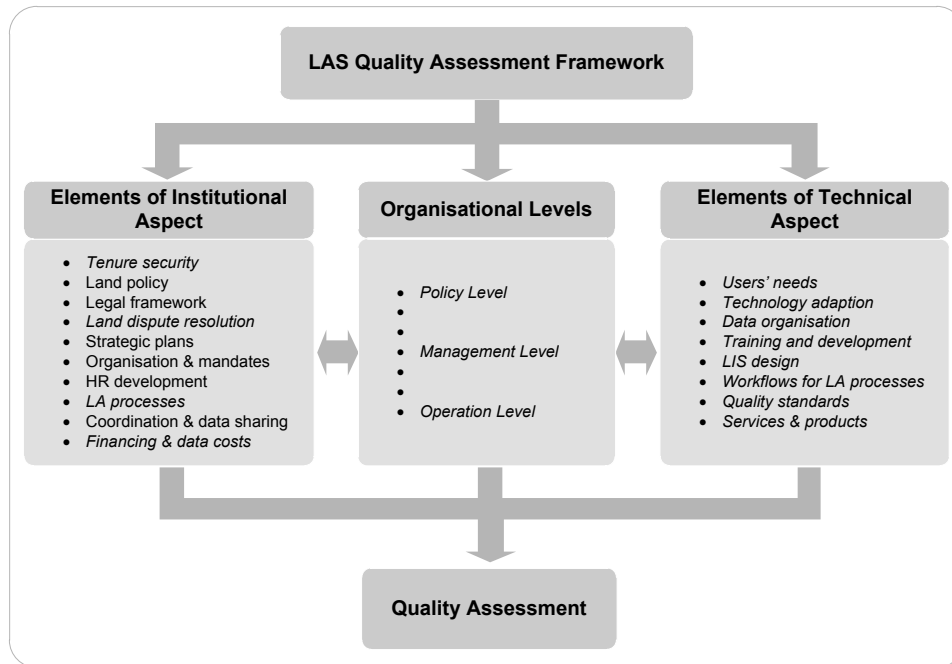 LAS Quality Assessment Framework
Elements of Institutional
Aspect
• Tenure security
• Land policy
• Legal framework
• Land dispute resolution
• Strategic plans
• Organisation & mandates
• HR development
• LA processes
• Coordination & data sharing
• Financing & data costs
Organisational Levels
• Policy Level
•
•
• Management Level
•
•
• Operation Level
Elements of Technical
Aspect
• Users’ needs
• Technology adaption
• Data organisation
• Training and development
• LIS design
• Workflows for LA processes
• Quality standards
• Services & products
Quality Assessment